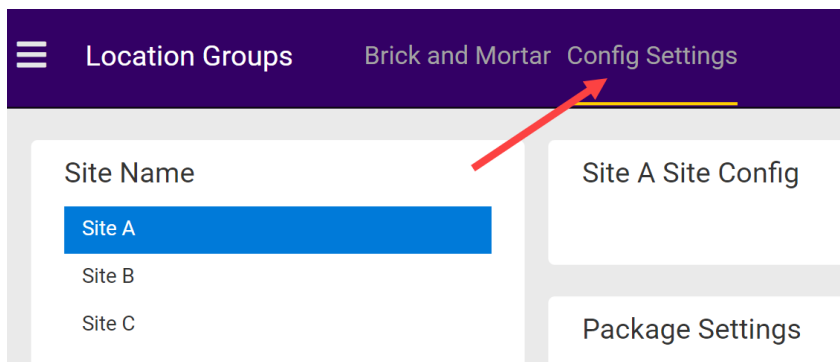 Location Groups Brick and Mortar Config Settings
Site Name
Site A
Site B
Site C
Site A Site Config
Package Settings